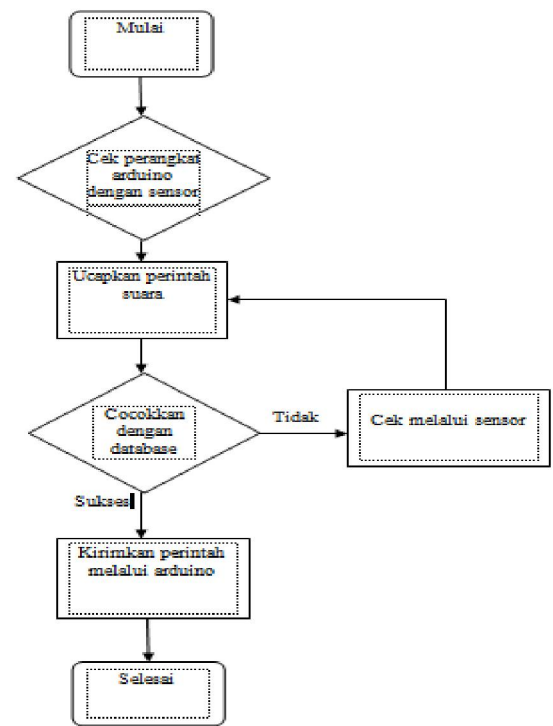 Mulai
Cek perangkat
arduino
dengan sensor
Ucapkan perintah
suara
Cocokkan
dengan
database
Tidak
Cek melalui sensor
Sukses
Kirimkan perintah
melalui arduino
Selesai